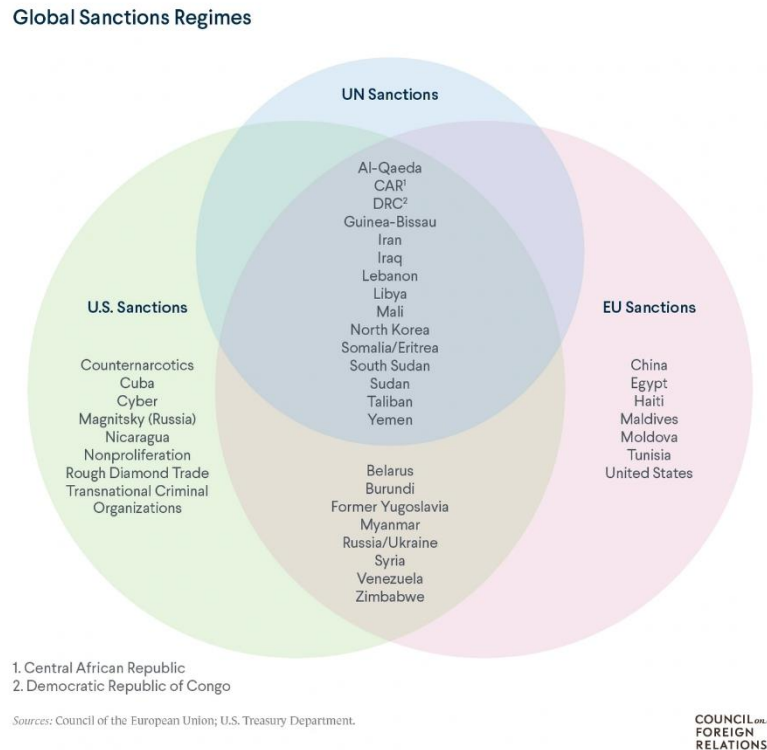 Global Sanctions Regimes
UN Sanctions
Al-Qaeda
CAR¹
DRC²
Guinea-Bissau
Iran
Iraq
Lebanon
Libya
Mali
North Korea
Somalia/Eritrea
South Sudan
Sudan
Taliban
Yemen
U.S. Sanctions
Counternarcotics
Cuba
Cyber
Magnitsky (Russia)
Nicaragua
Nonproliferation
Rough Diamond Trade
Transnational Criminal
Organizations
EU Sanctions
China
Egypt
Haiti
Maldives
Moldova
Tunisia
United States
Belarus
Burundi
Former Yugoslavia
Myanmar
Russia/Ukraine
Syria
Venezuela
Zimbabwe
1. Central African Republic
2. Democratic Republic of Congo
Sources: Council of the European Union; U.S. Treasury Department.
COUNCIL on
FOREIGN
RELATIONS